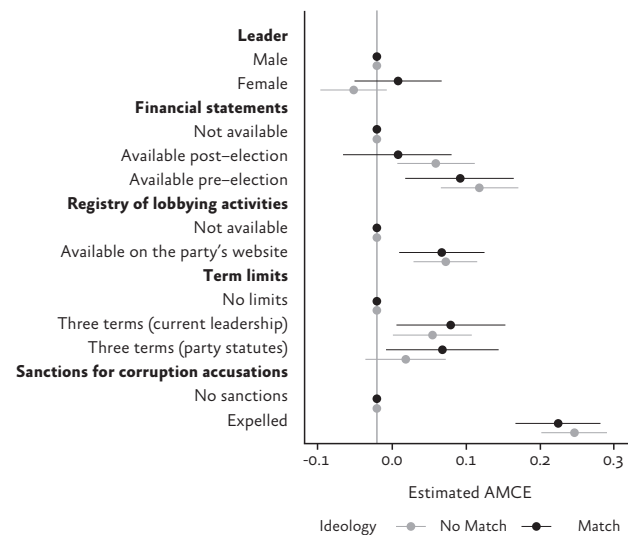 Leader
Male
Female
Financial statements
Not available
Available post–election
Available pre–election
Registry of lobbying activities
Not available
Available on the party's website
Term limits
No limits
Three terms (current leadership)
Three terms (party statutes)
Sanctions for corruption accusations
No sanctions
Expelled
-0.1 0.0 0.1 0.2 0.3
Estimated AMCE
Ideology No Match Match